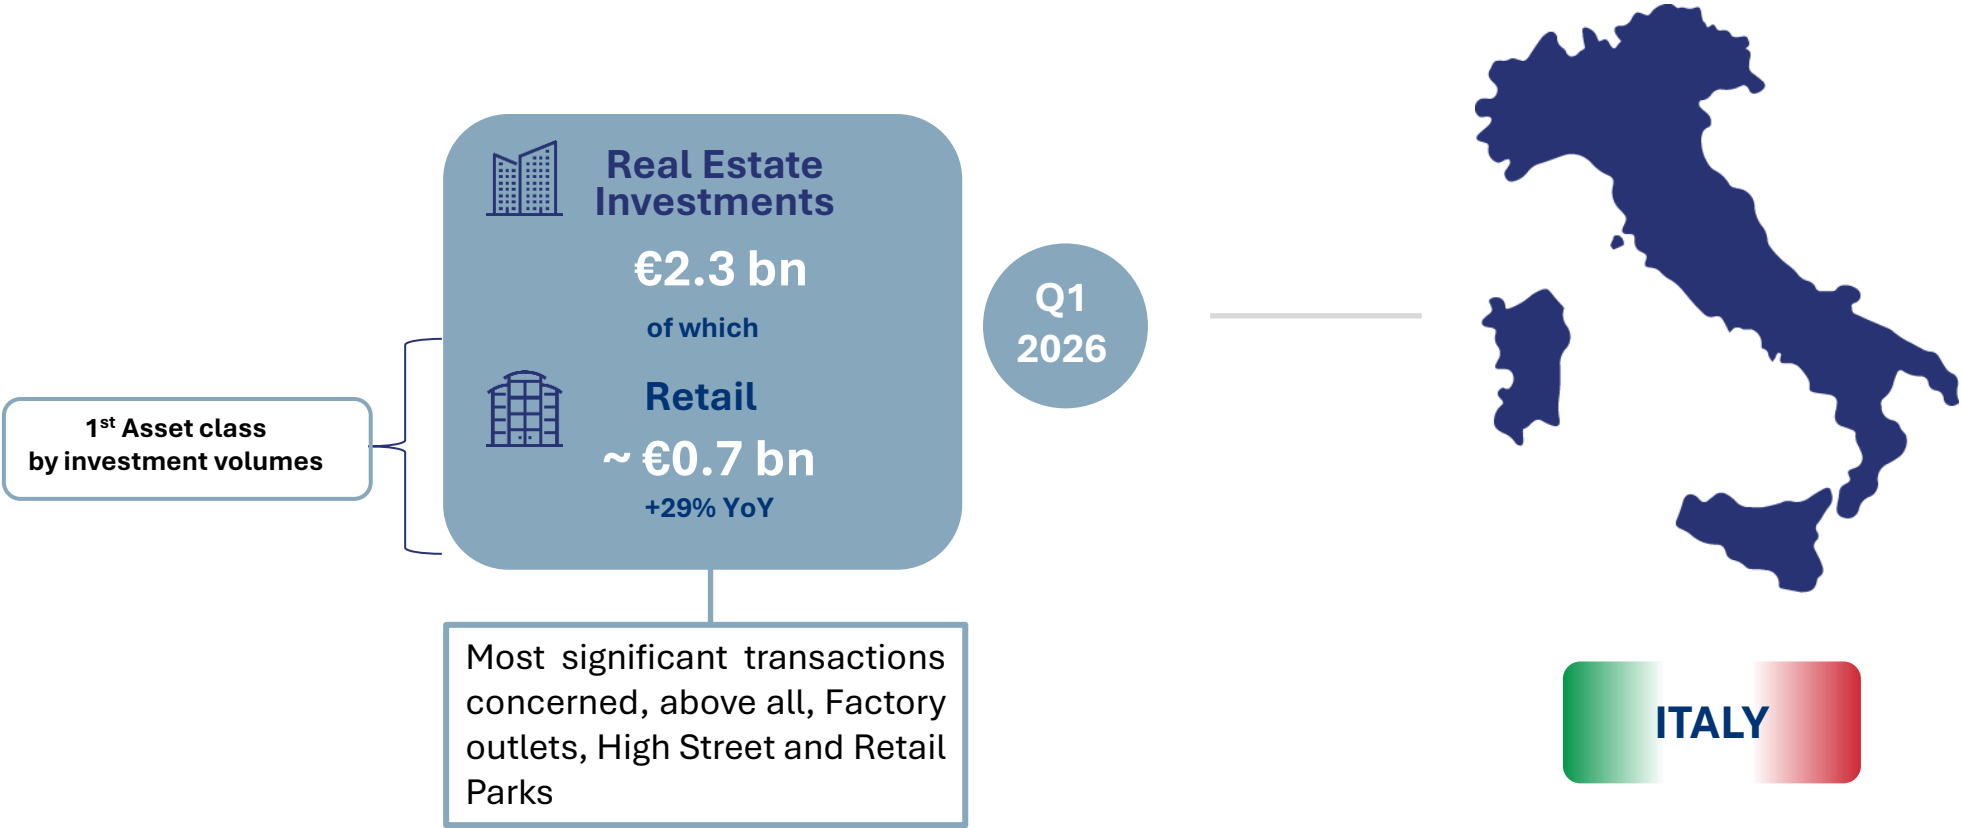 Real Estate
Investments
€2.3 bn
of which
Retail
~ €0.7 bn
+29% YoY
Q1
2026
1st Asset class
by investment volumes
Most significant transactions
concerned, above all, Factory
outlets, High Street and Retail
Parks
ITALY